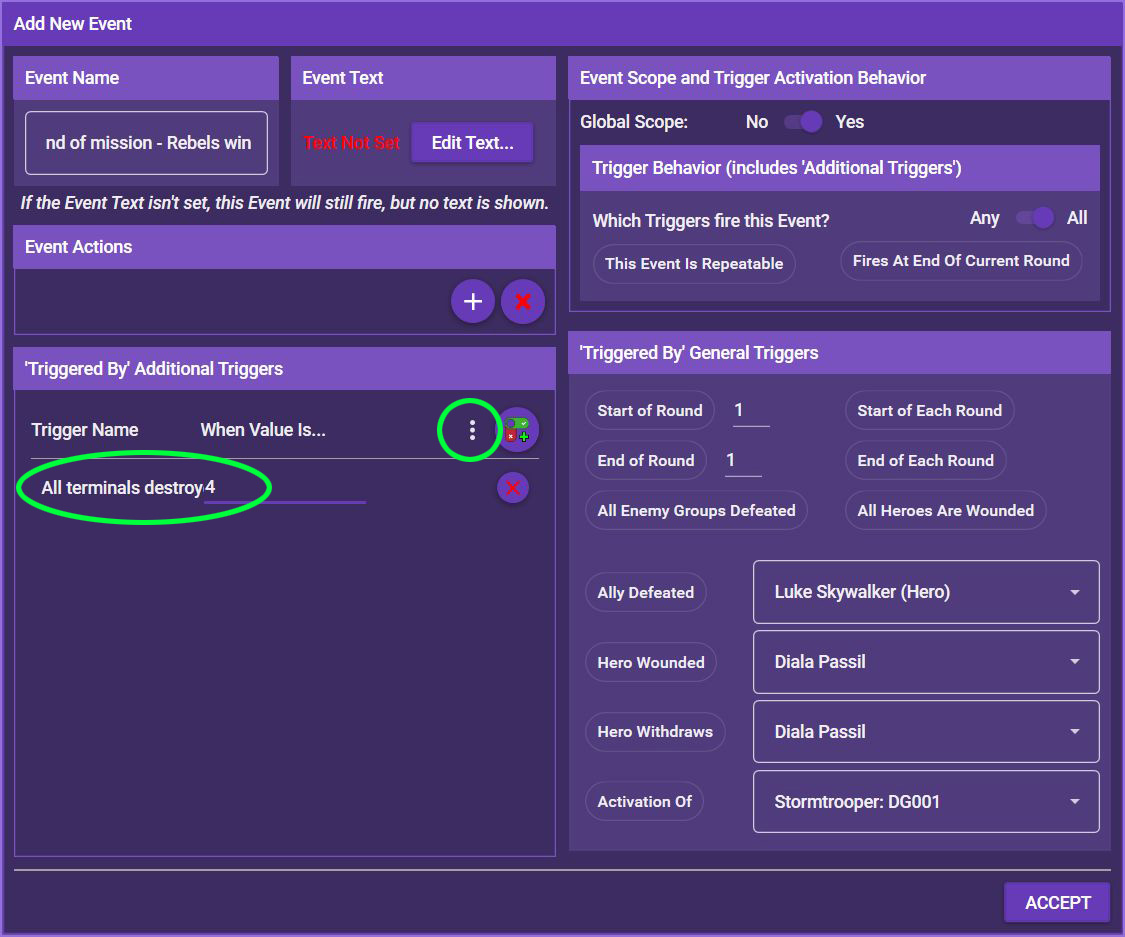 Add New Event
Event Name
nd of mission - Rebels win
Event Text
Text Not Set
Edit Text...
If the Event Text isn't set, this Event will still fire, but no text is shown.
Event Actions
'Triggered By' Additional Triggers
Trigger Name
When Value Is...
All terminals destroy
4
Event Scope and Trigger Activation Behavior
Global Scope:
No
Yes
Trigger Behavior (includes 'Additional Triggers')
Which Triggers fire this Event?
Any
All
This Event Is Repeatable
Fires At End Of Current Round
'Triggered By' General Triggers
Start of Round
1
Start of Each Round
End of Round
1
End of Each Round
All Enemy Groups Defeated
All Heroes Are Wounded
Ally Defeated
Luke Skywalker (Hero)
Hero Wounded
Diala Passil
Hero Withdraws
Diala Passil
Activation Of
Stormtrooper: DG001
ACCEPT